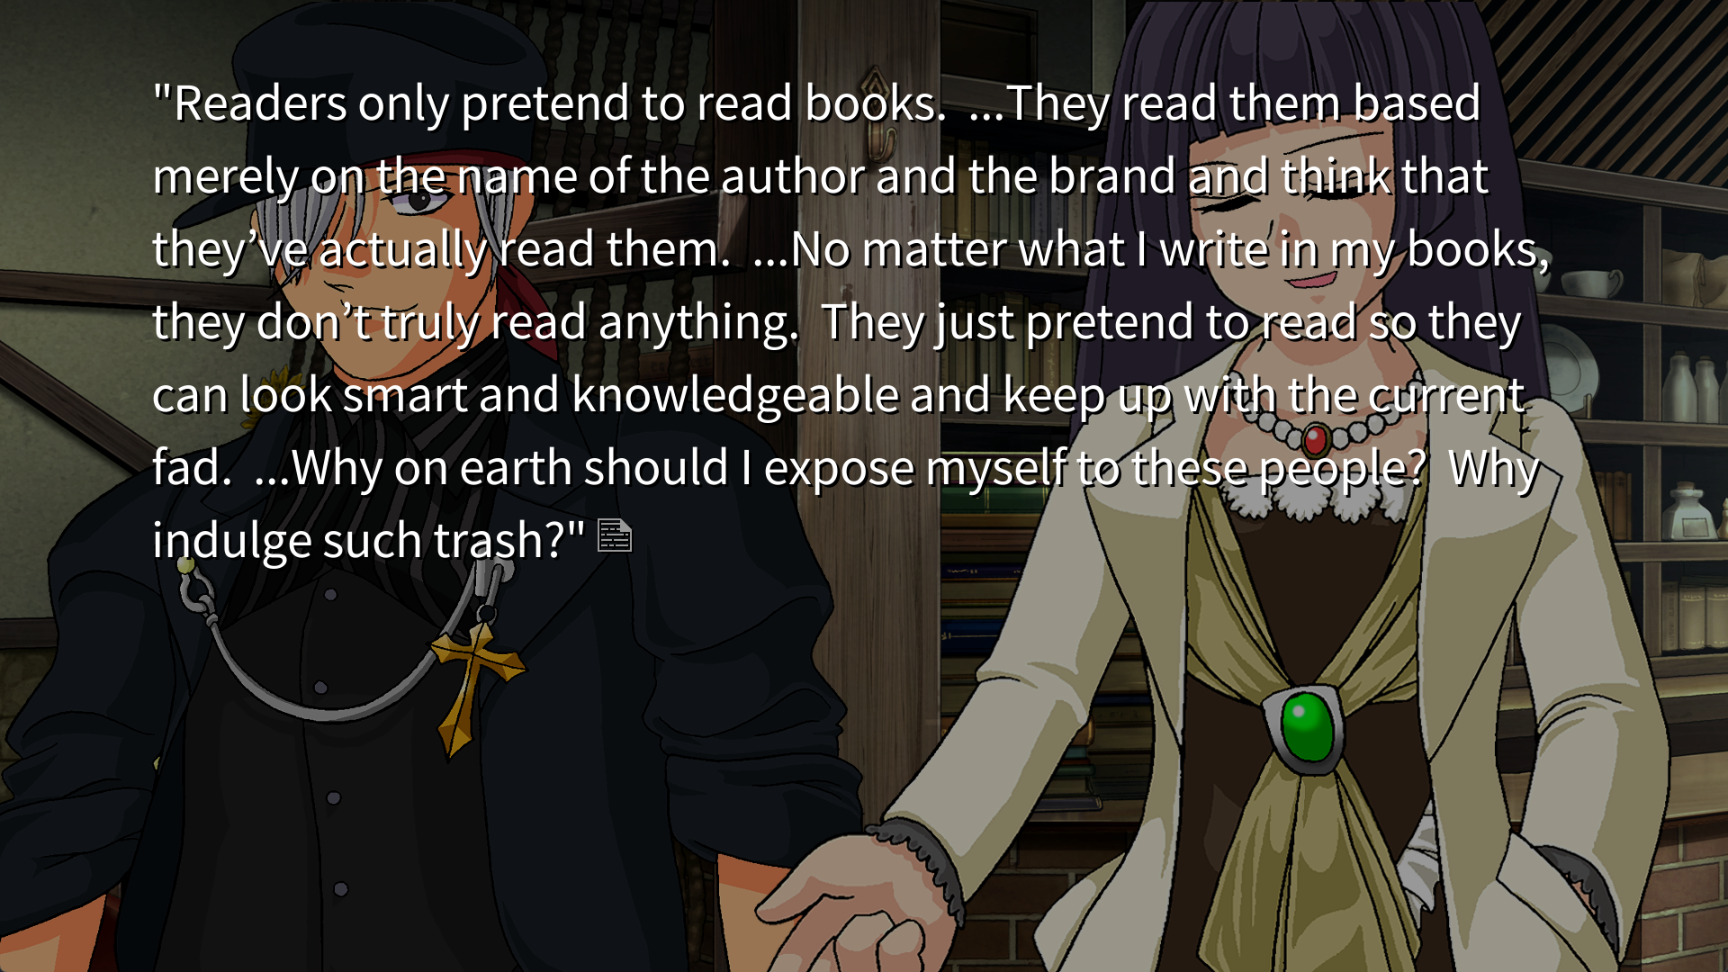 "Readers only pretend to read books.  ...They read them based
merely on the name of the author and the brand and think that
they’ve actually read them.  ...No matter what I write in my books,
they don’t truly read anything.  They just pretend to read so they
can look smart and knowledgeable and keep up with the current
fad.  ...Why on earth should I expose myself to these people?  Why
indulge such trash?"